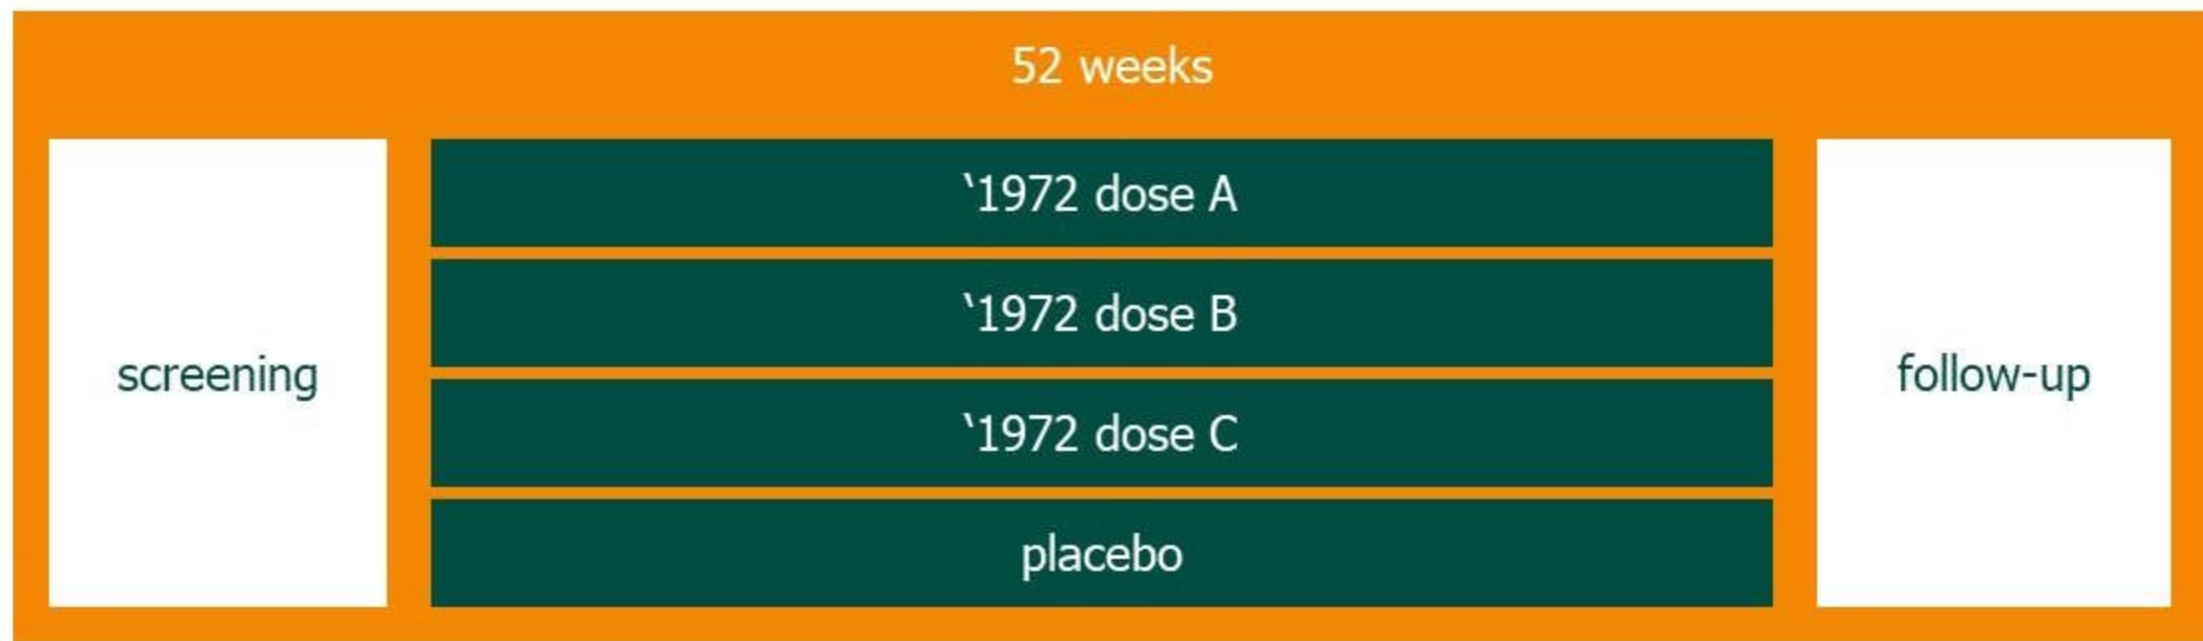 52 weeks
screening
‘1972 dose A
‘1972 dose B
‘1972 dose C
placebo
follow-up